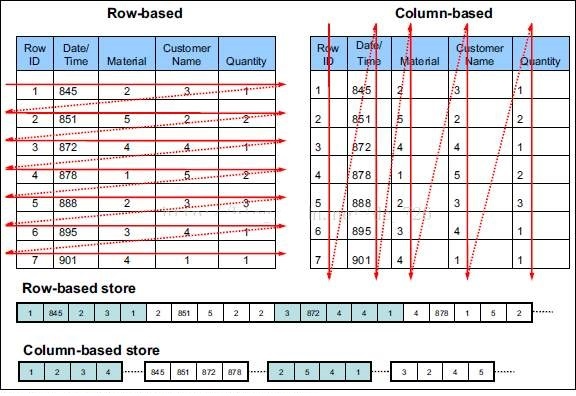 Row-based
Column-based
Row ID Date/ Time Material Customer Name Quantity
1 845 2 3 1
2 851 5 2 2
3 872 4 4 1
4 878 1 5 2
5 888 2 3 3
6 895 3 4 1
7 901 4 1 1
Row ID Date/ Time Material Customer Name Quantity
1 845 2 3 1
2 851 5 2 2
3 872 4 4 1
4 878 1 5 2
5 888 2 3 3
6 895 3 4 1
7 901 4 1 1
Row-based store
1 845 2 3 1 2 851 5 2 2 3 872 4 4 1 4 878 1 5 2
Column-based store
1 2 3 4 845 851 872 878 2 5 4 1 3 2 4 5